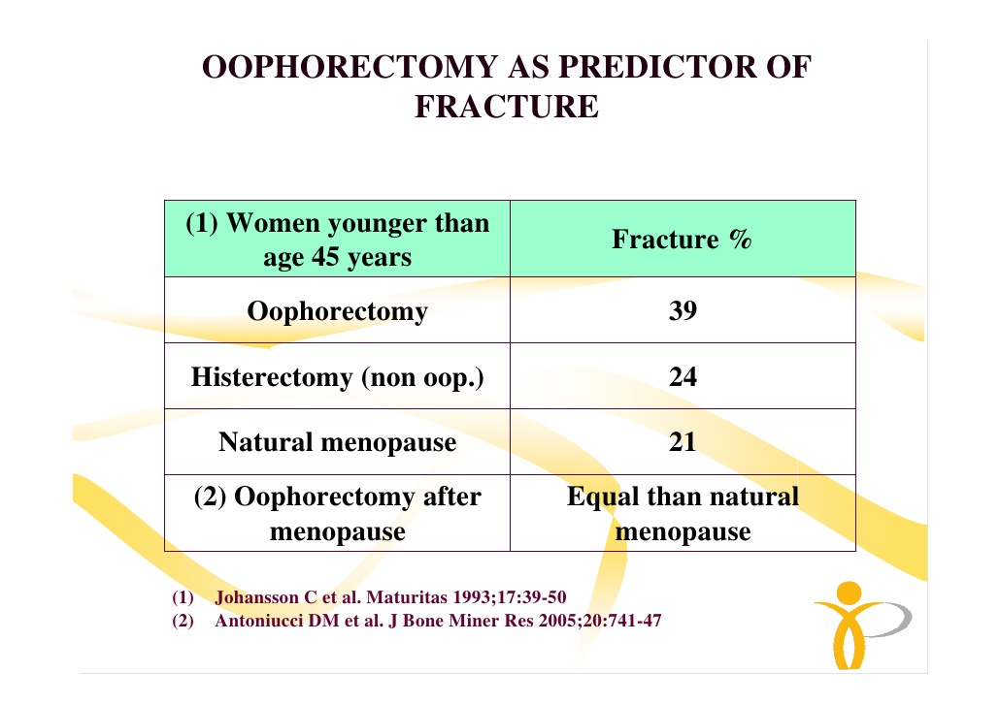 OOPHORECTOMY AS PREDICTOR OF
FRACTURE
(1) Women younger than
age 45 years
Fracture %
Oophorectomy
39
Histerectomy (non oop.)
24
Natural menopause
21
(2) Oophorectomy after
menopause
Equal than natural
menopause
(1) Johansson C et al. Maturitas 1993;17:39-50
(2) Antoniucci DM et al. J Bone Miner Res 2005;20:741-47